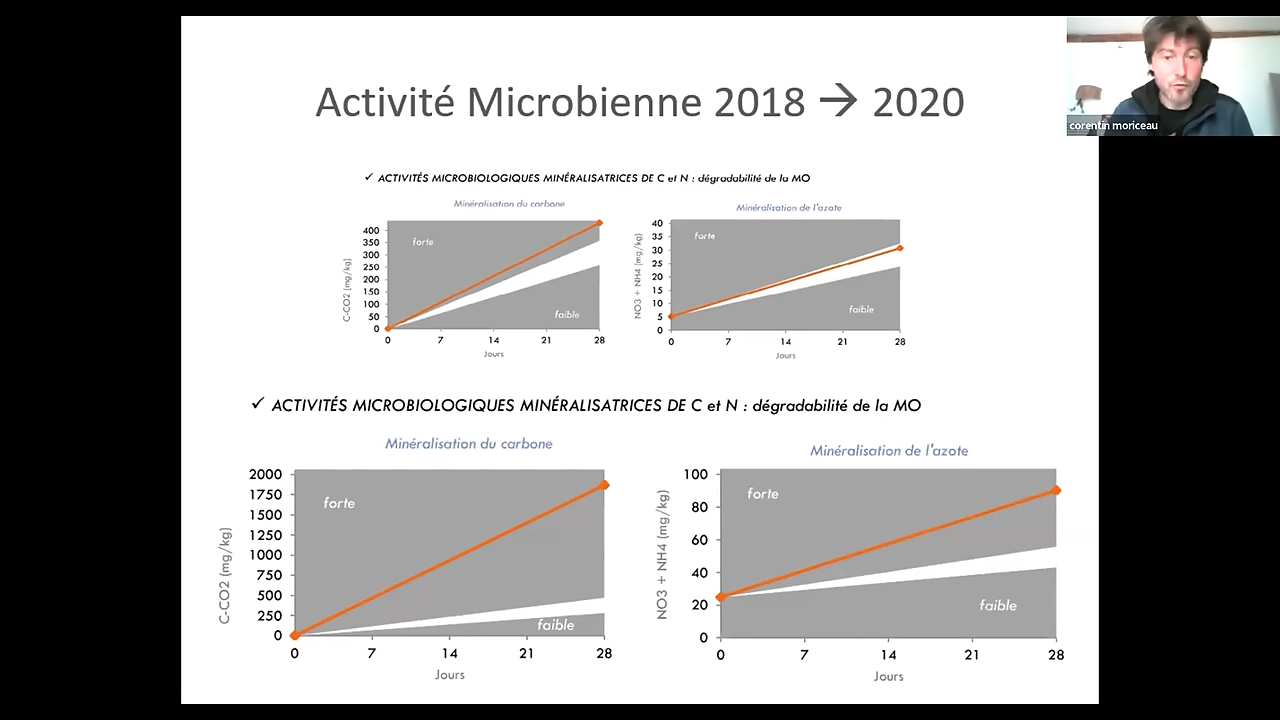 corentin moriceau
Activité Microbienne 2018 → 2020
✓ ACTIVITÉS MICROBIOLOGIQUES MINÉRALISATRICES DE C et N : dégradabilité de la MO
Minéralisation du carbone
400
350
300
250
200
150
100
50
0
C-CO2 (mg/kg)
forte
faible
0 7 14 21 28
Jours
Minéralisation de l'azote
40
35
30
25
20
15
10
5
0
NO3 + NH4 (mg/kg)
forte
faible
0 7 14 21 28
Jours
✓ ACTIVITÉS MICROBIOLOGIQUES MINÉRALISATRICES DE C et N : dégradabilité de la MO
Minéralisation du carbone
2000
1750
1500
1250
1000
750
500
250
0
C-CO2 (mg/kg)
forte
faible
0 7 14 21 28
Jours
Minéralisation de l'azote
100
80
60
40
20
0
NO3 + NH4 (mg/kg)
forte
faible
0 7 14 21 28
Jours